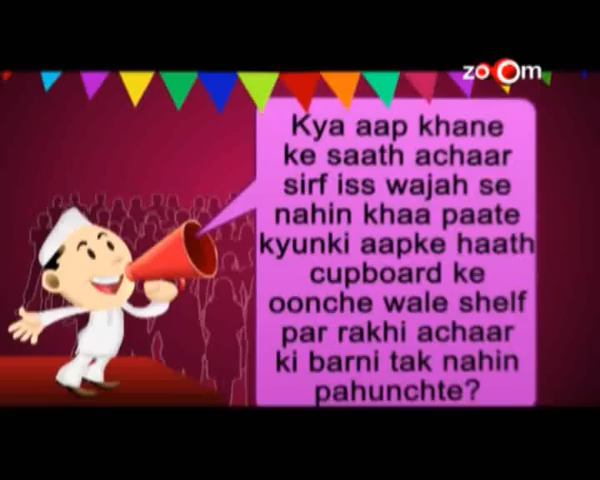 zoOm
Kya aap khane
ke saath achaar
sirf iss wajah se
nahin khaa paate
kyunki aapke haath
cupboard ke
oonche wale shelf
par rakhi achaar
ki barni tak nahin
pahunchte?